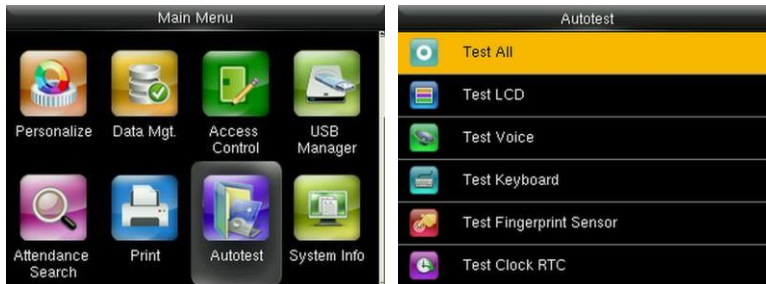 Main Menu
Personalize
Data Mgt.
Access
Control
USB
Manager
Attendance
Search
Print
Autotest
System Info
Autotest
Test All
Test LCD
Test Voice
Test Keyboard
Test Fingerprint Sensor
Test Clock RTC